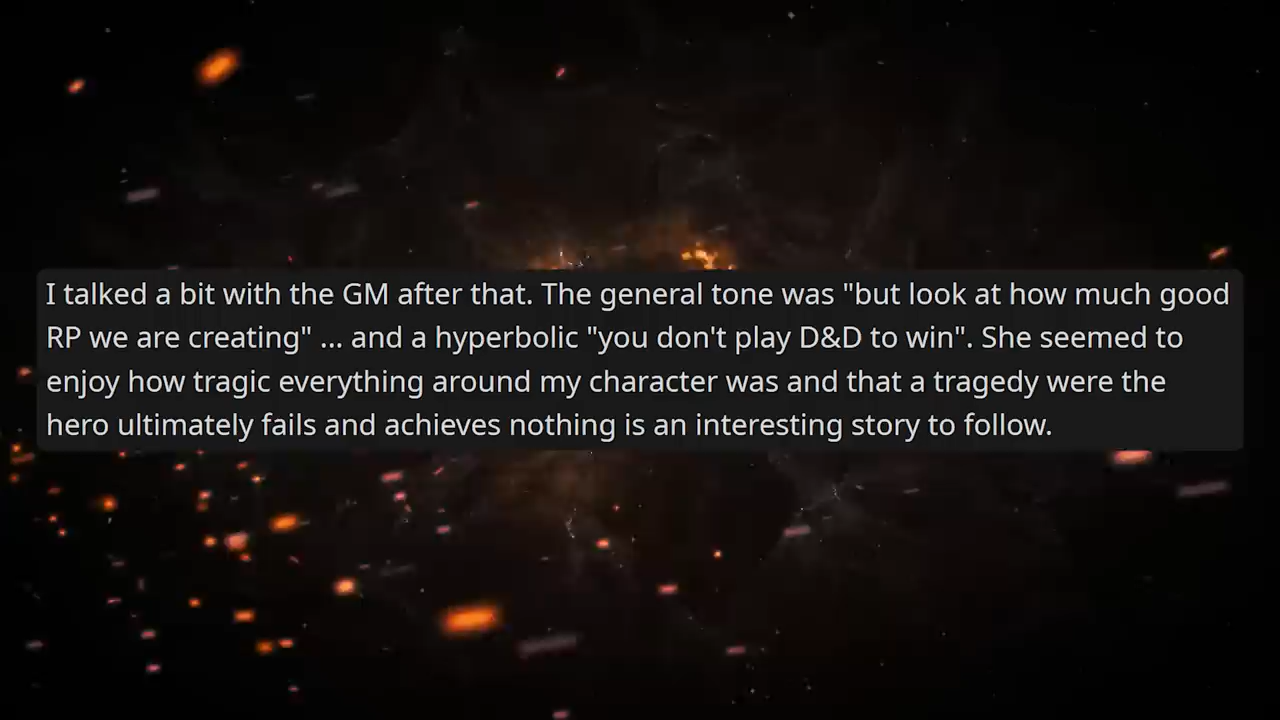 I talked a bit with the GM after that. The general tone was "but look at how much good
RP we are creating" ... and a hyperbolic "you don't play D&D to win". She seemed to
enjoy how tragic everything around my character was and that a tragedy were the
hero ultimately fails and achieves nothing is an interesting story to follow.